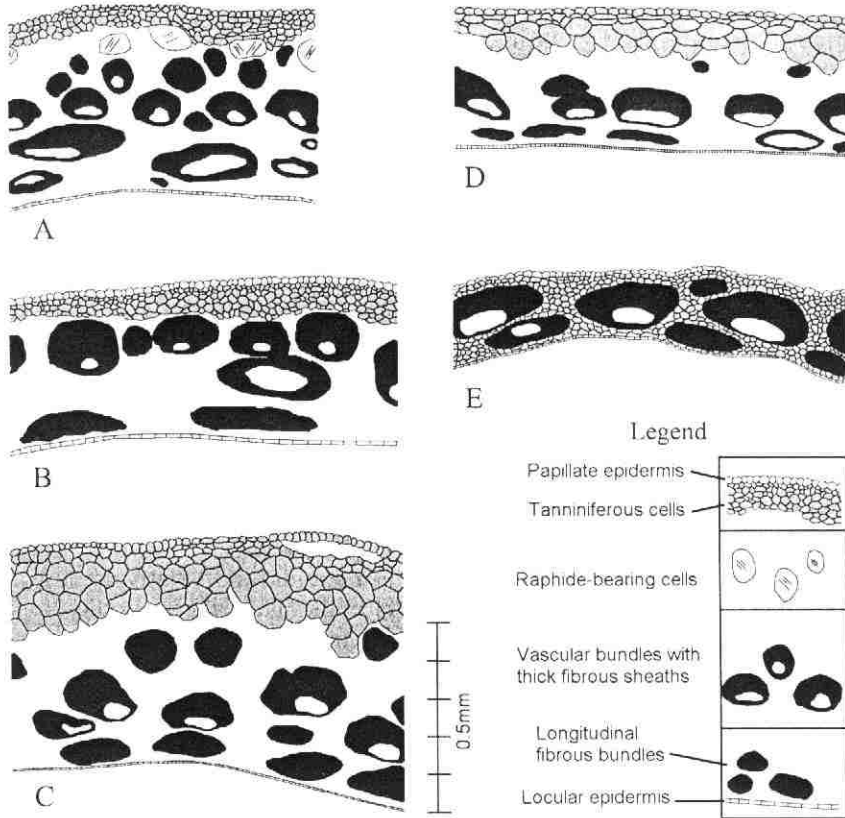 A
D
B
E
C
0.5mm
Legend
Papillate epidermis
Tanniniferous cells
Raphide-bearing cells
Vascular bundles with
thick fibrous sheaths
Longitudinal
fibrous bundles
Locular epidermis